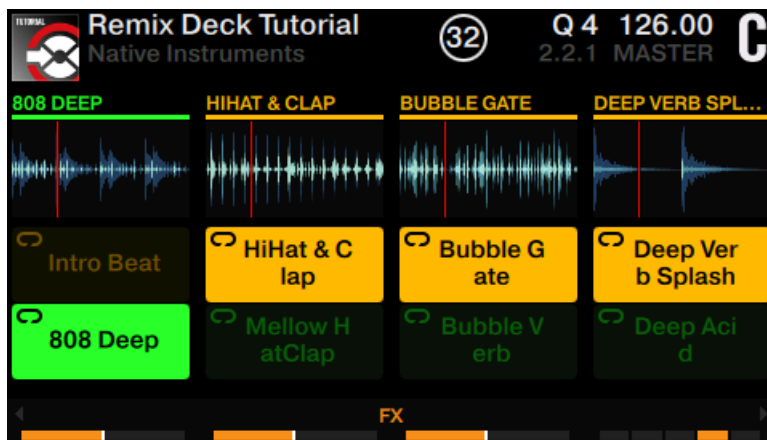 TUTORIAL
Remix Deck Tutorial
32
Q 4 126.00
C
Native Instruments
2.2.1 MASTER
808 DEEP
HIHAT & CLAP
BUBBLE GATE
DEEP VERB SPL...
Intro Beat
HiHat & C
lap
Bubble G
ate
Deep Ver
b Splash
808 Deep
Mellow H
atClap
Bubble V
erb
Deep Aci
d
FX